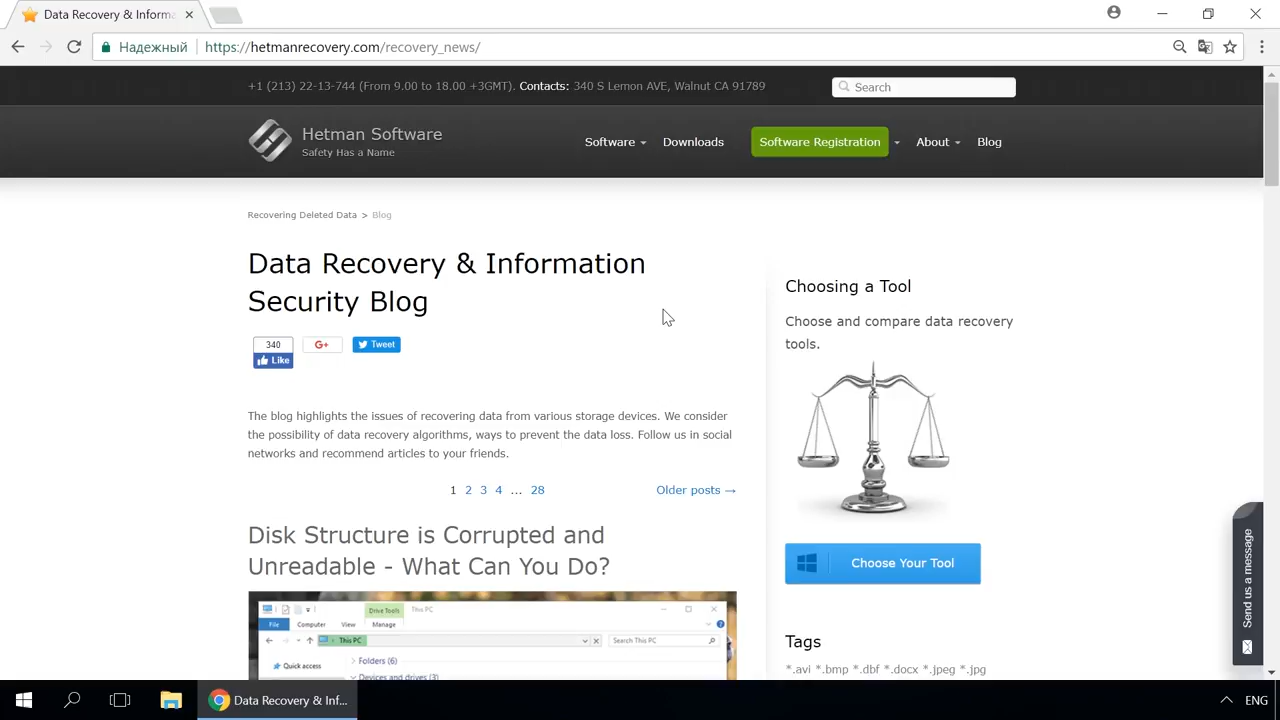 Data Recovery & Informa
Надежный
https://hetmanrecovery.com/recovery_news/
+1 (213) 22-13-744 (From 9.00 to 18.00 +3GMT). Contacts: 340 S Lemon AVE, Walnut CA 91789
Search
Hetman Software
Safety Has a Name
Software
Downloads
Software Registration
About
Blog
Recovering Deleted Data > Blog
Data Recovery & Information
Security Blog
340
Like
G+
Tweet
The blog highlights the issues of recovering data from various storage devices. We consider
the possibility of data recovery algorithms, ways to prevent the data loss. Follow us in social
networks and recommend articles to your friends.
1 2 3 4 ... 28
Older posts →
Disk Structure is Corrupted and
Unreadable - What Can You Do?
Drive Tools
This PC
File
Computer
View
Manage
This PC
Search This PC
Quick access
Folders (6)
Devices and drives (3)
Choosing a Tool
Choose and compare data recovery
tools.
Choose Your Tool
Tags
*.avi *.bmp *.dbf *.docx *.jpeg *.jpg
Send us a message
Data Recovery & Inf...
ENG